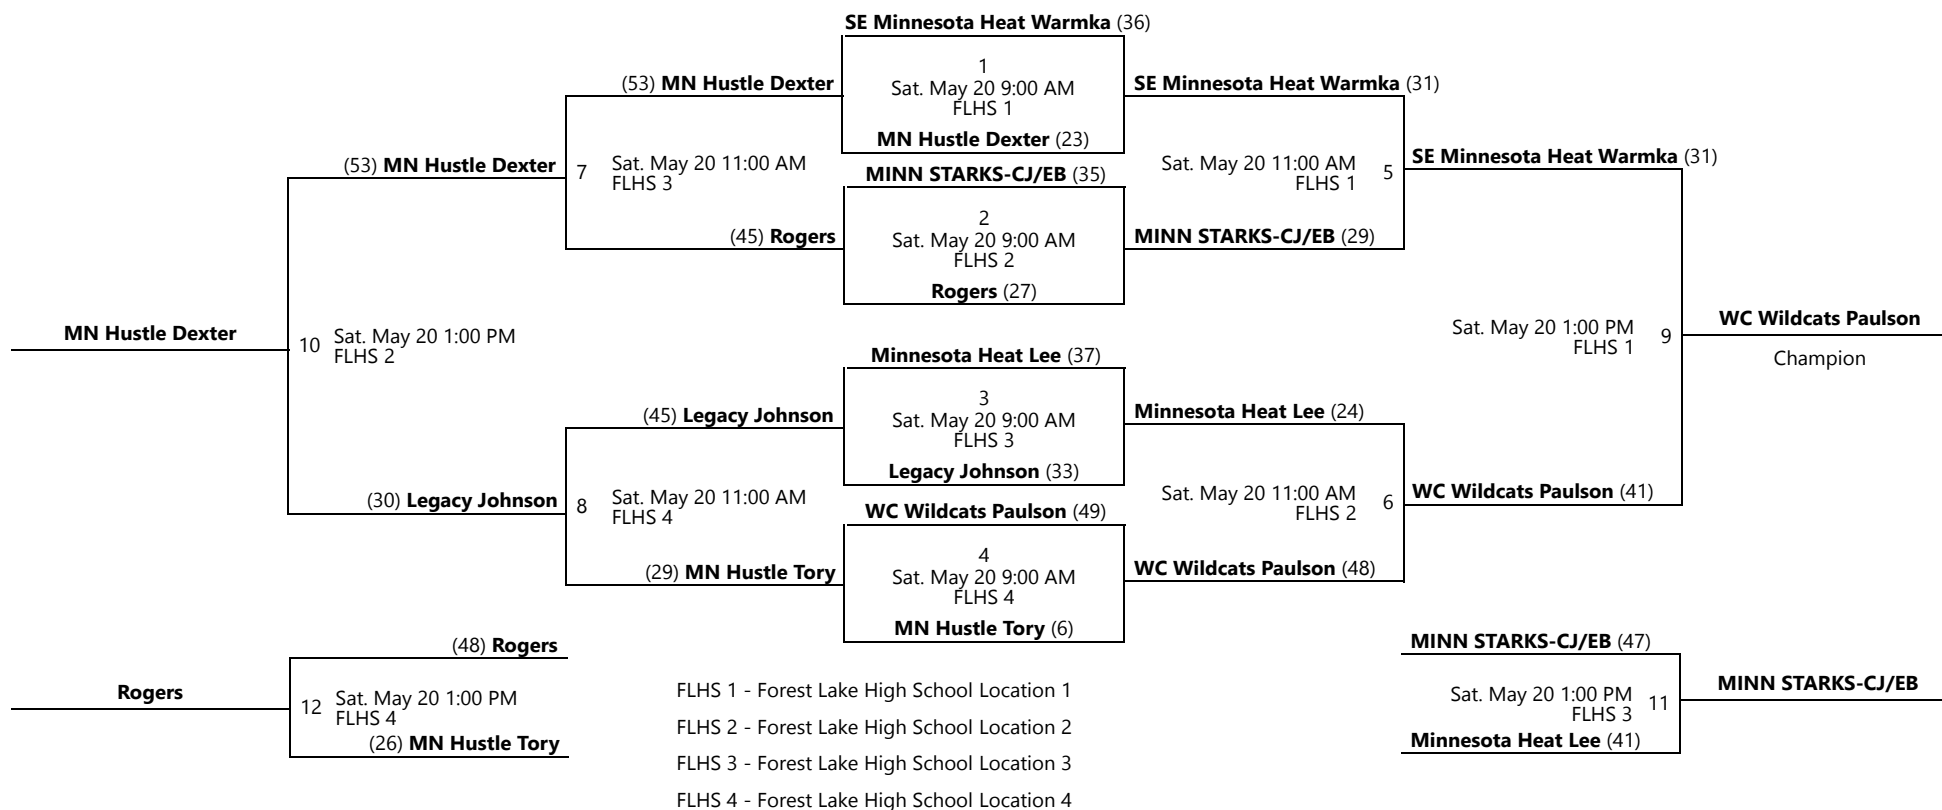 SE Minnesota Heat Warmka (36)
1
Sat. May 20 9:00 AM
FLHS 1
MN Hustle Dexter (23)
(53) MN Hustle Dexter
SE Minnesota Heat Warmka (31)
(53) MN Hustle Dexter
7
Sat. May 20 11:00 AM
FLHS 3
MINN STARKS-CJ/EB (35)
2
Sat. May 20 9:00 AM
FLHS 2
Rogers (27)
Sat. May 20 11:00 AM
FLHS 1
5
SE Minnesota Heat Warmka (31)
(45) Rogers
MINN STARKS-CJ/EB (29)
MN Hustle Dexter
10
Sat. May 20 1:00 PM
FLHS 2
Sat. May 20 1:00 PM
FLHS 1
9
WC Wildcats Paulson
Champion
Minnesota Heat Lee (37)
3
Sat. May 20 9:00 AM
FLHS 3
Legacy Johnson (33)
(45) Legacy Johnson
Minnesota Heat Lee (24)
(30) Legacy Johnson
8
Sat. May 20 11:00 AM
FLHS 4
WC Wildcats Paulson (49)
4
Sat. May 20 9:00 AM
FLHS 4
MN Hustle Tory (6)
Sat. May 20 11:00 AM
FLHS 2
6
WC Wildcats Paulson (41)
(29) MN Hustle Tory
WC Wildcats Paulson (48)
(48) Rogers
Rogers
12
Sat. May 20 1:00 PM
FLHS 4
(26) MN Hustle Tory
MINN STARKS-CJ/EB (47)
Sat. May 20 1:00 PM
FLHS 3
11
MINN STARKS-CJ/EB
Minnesota Heat Lee (41)
FLHS 1 - Forest Lake High School Location 1
FLHS 2 - Forest Lake High School Location 2
FLHS 3 - Forest Lake High School Location 3
FLHS 4 - Forest Lake High School Location 4